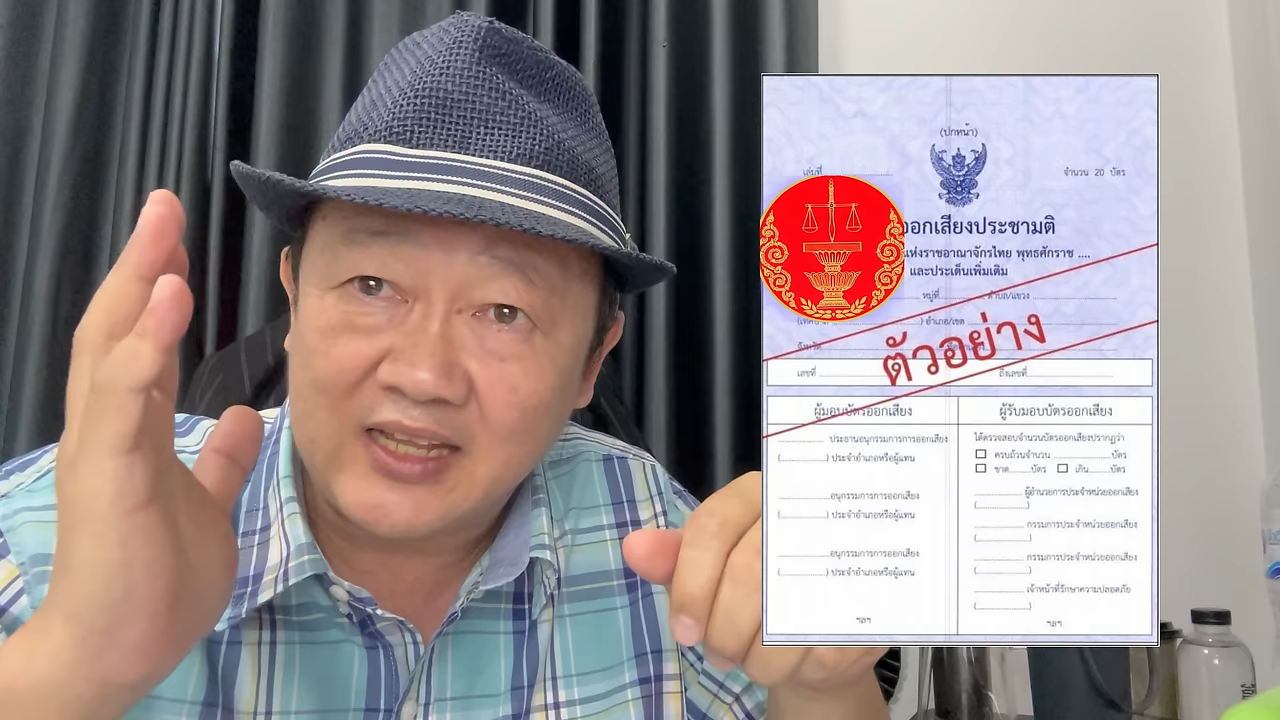 (ปกหน้า)
เล่มที่ ........................
จำนวน 20 บัตร
ออกเสียงประชามติ
แห่งราชอาณาจักรไทย พุทธศักราช ....
และประเด็นเพิ่มเติม
หมู่ที่ .................. ตำบล/แขวง ........................
) อำเภอ/เขต ........................
จังหวัด
ตัวอย่าง
เลขที่ ........................ ถึงเลขที่ ........................
ผู้มอบบัตรออกเสียง
........................ ประธานอนุกรรมการการออกเสียง
(........................) ประจำอำเภอหรือผู้แทน
........................ อนุกรรมการการออกเสียง
(........................) ประจำอำเภอหรือผู้แทน
........................ อนุกรรมการการออกเสียง
(........................) ประจำอำเภอหรือผู้แทน
ฯลฯ
ผู้รับมอบบัตรออกเสียง
ได้ตรวจสอบจำนวนบัตรออกเสียงปรากฏว่า
☐ ครบถ้วนจำนวน ........................ บัตร
☐ ขาด ........ บัตร ☐ เกิน ........ บัตร
........................ ผู้อำนวยการประจำหน่วยออกเสียง
(........................)
........................ กรรมการประจำหน่วยออกเสียง
(........................)
........................ กรรมการประจำหน่วยออกเสียง
(........................)
........................ เจ้าหน้าที่รักษาความปลอดภัย
(........................)
ฯลฯ